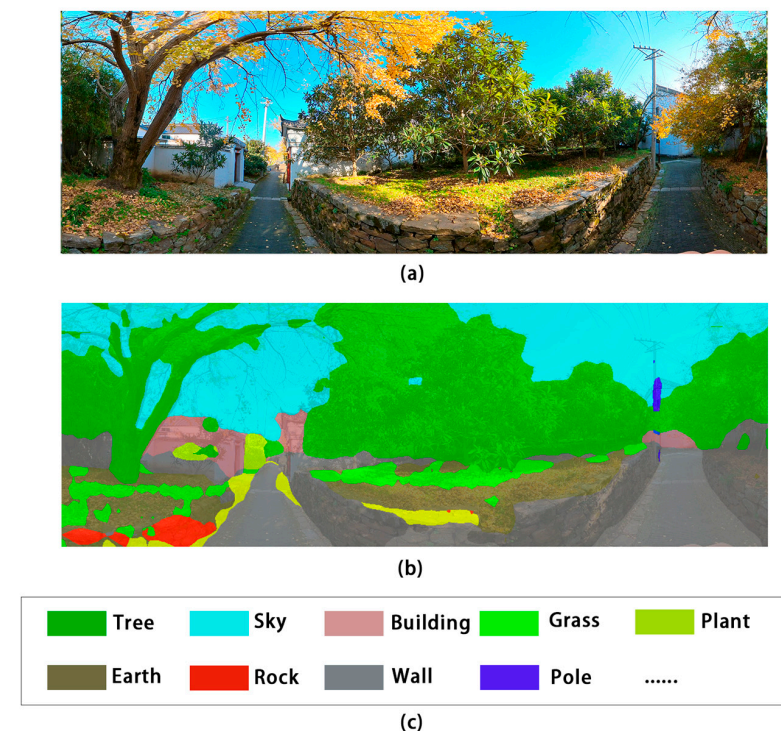 (a)
(b)
Tree Sky Building Grass Plant
Earth Rock Wall Pole ......
(c)